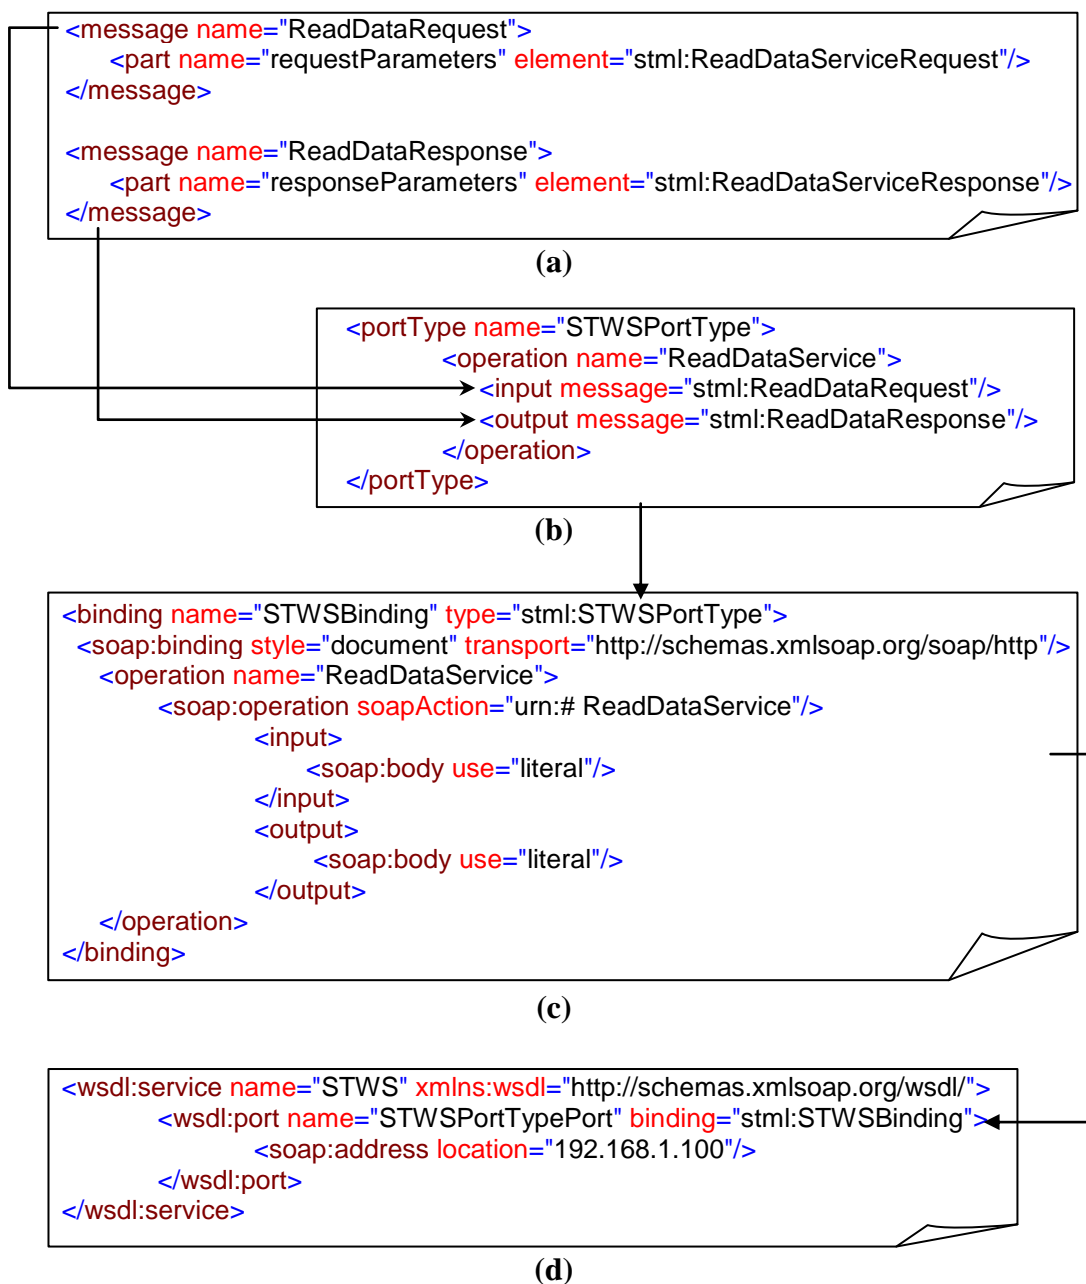 <message name="ReadDataRequest">
<part name="requestParameters" element="stml:ReadDataServiceRequest"/>
</message>
<message name="ReadDataResponse">
<part name="responseParameters" element="stml:ReadDataServiceResponse"/>
</message>
(a)
<portType name="STWSPortType">
<operation name="ReadDataService">
<input message="stml:ReadDataRequest"/>
<output message="stml:ReadDataResponse"/>
</operation>
</portType>
(b)
<binding name="STWSBinding" type="stml:STWSPortType">
<soap:binding style="document" transport="http://schemas.xmlsoap.org/soap/http"/>
<operation name="ReadDataService">
<soap:operation soapAction="urn:# ReadDataService"/>
<input>
<soap:body use="literal"/>
</input>
<output>
<soap:body use="literal"/>
</output>
</operation>
</binding>
(c)
<wsdl:service name="STWS" xmlns:wsdl="http://schemas.xmlsoap.org/wsdl/">
<wsdl:port name="STWSPortTypePort" binding="stml:STWSBinding">
<soap:address location="192.168.1.100"/>
</wsdl:port>
</wsdl:service>
(d)